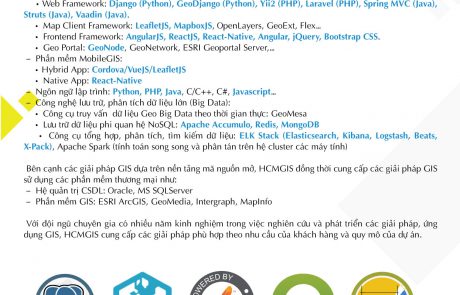 • Web Framework: Django (Python), GeoDjango (Python), Yii2 (PHP), Laravel (PHP), Spring MVC (Java),
Struts (Java), Vaadin (Java).
• Map Client Framework: LeafletJS, MapboxJS, OpenLayers, GeoExt, Flex...
• Frontend Framework: AngularJS, ReactJS, React-Native, Angular, jQuery, Bootstrap CSS.
• Geo Portal: GeoNode, GeoNetwork, ESRI Geoportal Server,...
– Phần mềm MobileGIS:
• Hybrid App: Cordova/VueJS/LeafletJS
• Native App: React-Native
– Ngôn ngữ lập trình: Python, PHP, Java, C/C++, C#, Javascript...
– Công nghệ lưu trữ, phân tích dữ liệu lớn (Big Data):
• Công cụ truy vấn dữ liệu Geo Big Data theo thời gian thực: GeoMesa
• Lưu trữ dữ liệu phi quan hệ NoSQL: Apache Accumulo, Redis, MongoDB
• Công cụ tổng hợp, phân tích, tìm kiếm dữ liệu: ELK Stack (Elasticsearch, Kibana, Logstash, Beats,
X-Pack), Apache Spark (tính toán song song và phân tán trên hệ cluster các máy tính)
Bên cạnh các giải pháp GIS dựa trên nền tảng mã nguồn mở, HCMGIS đồng thời cung cấp các giải pháp GIS
sử dụng các phần mềm thương mại như:
– Hệ quản trị CSDL: Oracle, MS SQLServer
– Phần mềm GIS: ESRI ArcGIS, GeoMedia, Intergraph, MapInfo
Với đội ngũ chuyên gia có nhiều năm kinh nghiệm trong việc nghiên cứu và phát triển các giải pháp, ứng
dụng GIS, HCMGIS cung cấp các giải pháp phù hợp theo nhu cầu của khách hàng và quy mô của dự án.
POWERED BY